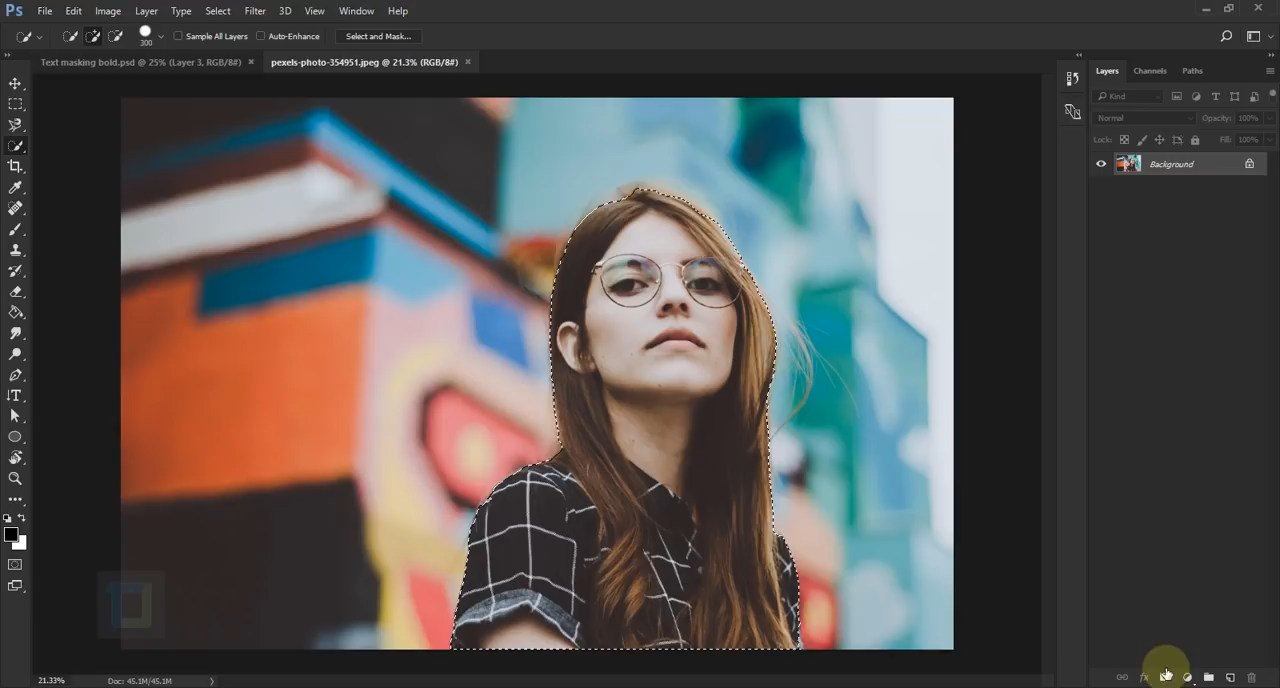 Ps File Edit Image Layer Type Select Filter 3D View Window Help
300 Sample All Layers Auto-Enhance Select and Mask...
Text masking bold.psd @ 25% (Layer 3, RGB/8#) × pexels-photo-354951.jpeg @ 21.3% (RGB/8#) ×
Layers Channels Paths
Kind
Normal Opacity: 100%
Lock: Fill: 100%
Background
fx
21.33% Doc: 45.1M/45.1M